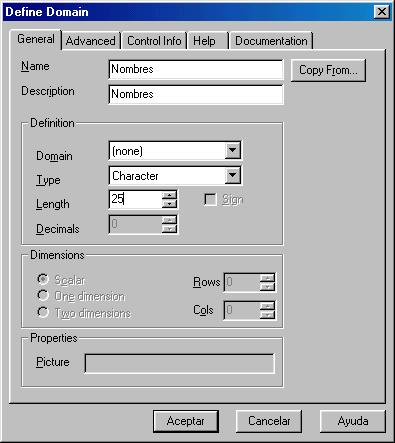 Define Domain
General Advanced Control Info Help Documentation
Name Nombres Copy From...
Description Nombres
Definition
Domain (none)
Type Character
Length 25 Sign
Decimals 0
Dimensions
Scalar Rows 0
One dimension
Two dimensions Cols 0
Properties
Picture
Aceptar Cancelar Ayuda